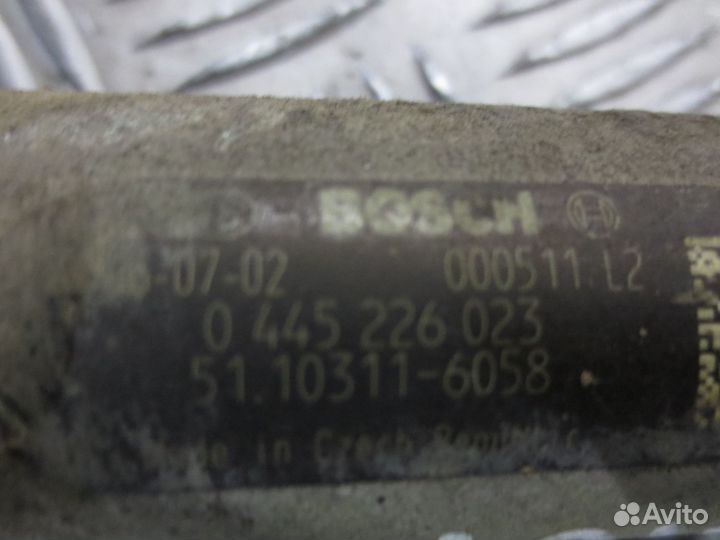 BOSCH
-07-02 000511 L2
0 445 226 023
51.10311-6058
Made in Czech Republic
Avito